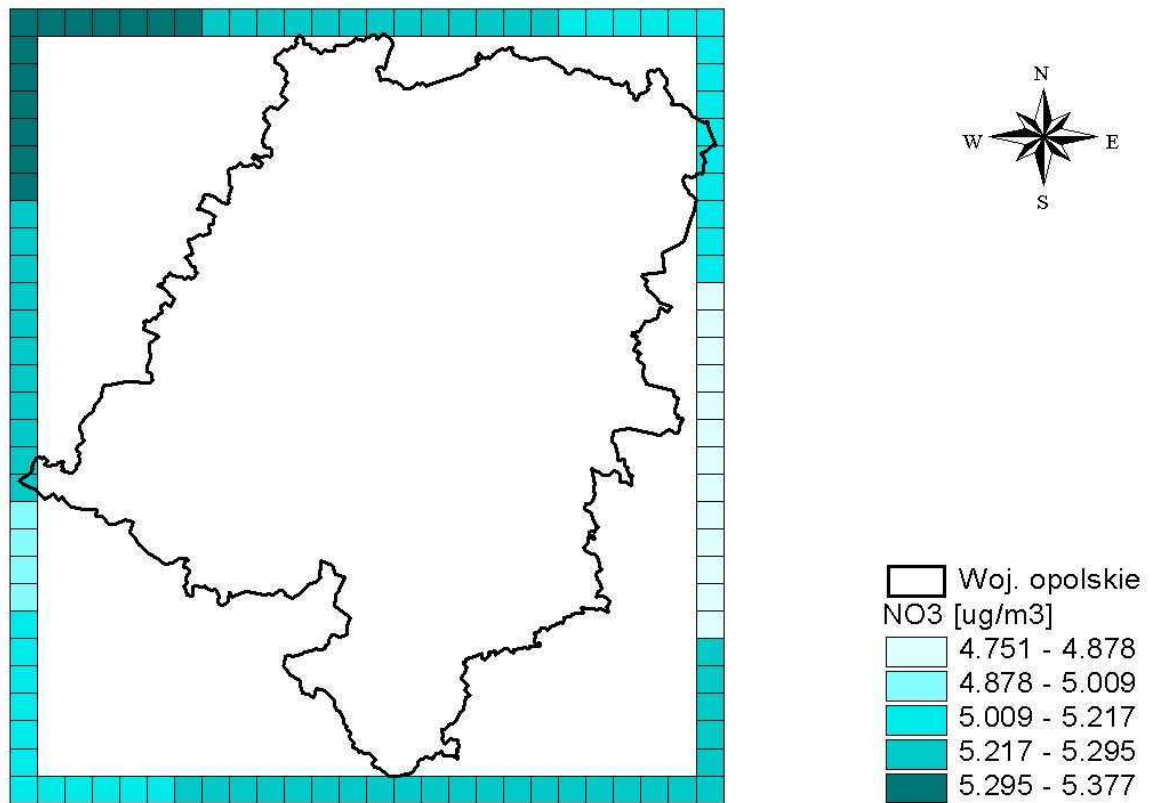 N
W E
S
Woj. opolskie
NO3 [ug/m3]
4.751 - 4.878
4.878 - 5.009
5.009 - 5.217
5.217 - 5.295
5.295 - 5.377